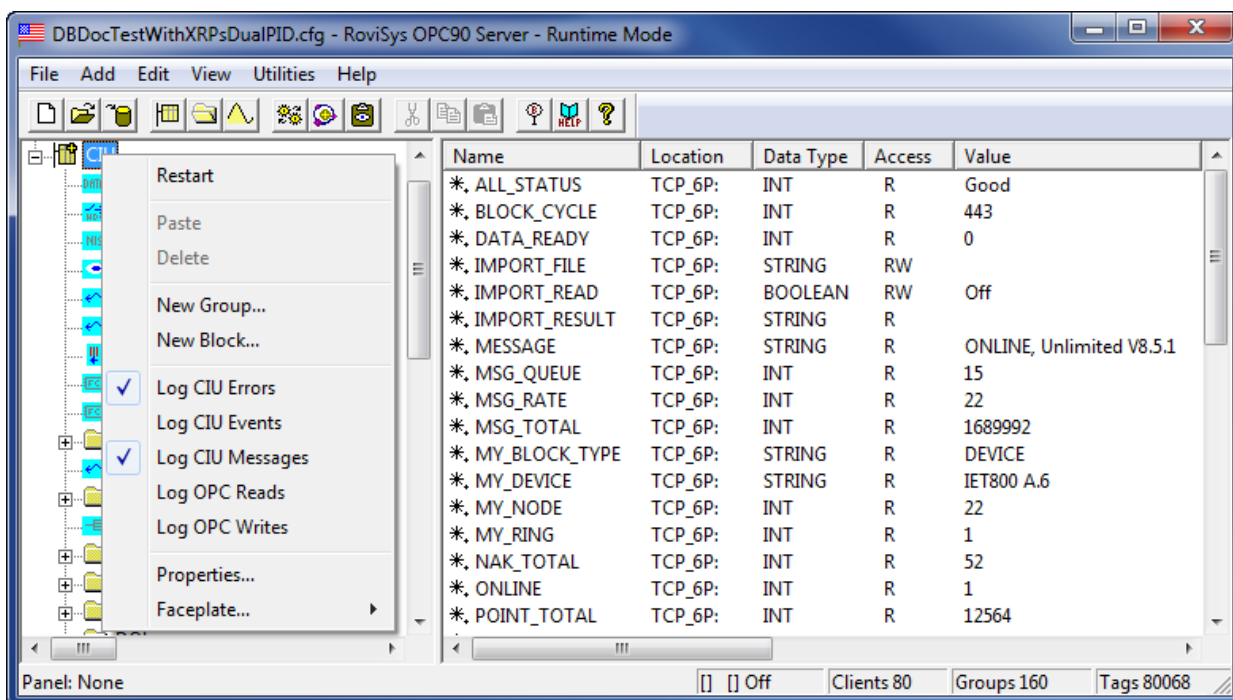 DBDocTestWithXRPsDualPID.cfg - RoviSys OPC90 Server - Runtime Mode
File Add Edit View Utilities Help
HELP
CIU
Restart
Paste
Delete
New Group...
New Block...
Log CIU Errors
Log CIU Events
Log CIU Messages
Log OPC Reads
Log OPC Writes
Properties...
Faceplate...
Name Location Data Type Access Value
ALL_STATUS TCP_6P: INT R Good
BLOCK_CYCLE TCP_6P: INT R 443
DATA_READY TCP_6P: INT R 0
IMPORT_FILE TCP_6P: STRING RW
IMPORT_READ TCP_6P: BOOLEAN RW Off
IMPORT_RESULT TCP_6P: STRING R
MESSAGE TCP_6P: STRING R ONLINE, Unlimited V8.5.1
MSG_QUEUE TCP_6P: INT R 15
MSG_RATE TCP_6P: INT R 22
MSG_TOTAL TCP_6P: INT R 1689992
MY_BLOCK_TYPE TCP_6P: STRING R DEVICE
MY_DEVICE TCP_6P: STRING R IET800 A.6
MY_NODE TCP_6P: INT R 22
MY_RING TCP_6P: INT R 1
NAK_TOTAL TCP_6P: INT R 52
ONLINE TCP_6P: INT R 1
POINT_TOTAL TCP_6P: INT R 12564
Panel: None [] [] Off Clients 80 Groups 160 Tags 80068